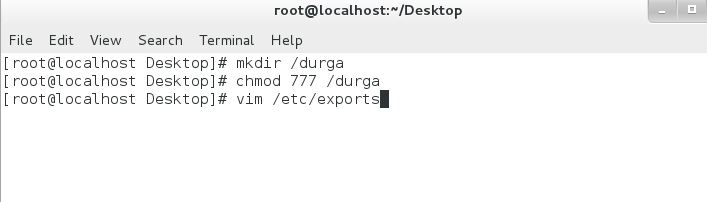 root@localhost:~/Desktop
File Edit View Search Terminal Help
[root@localhost Desktop]# mkdir /durga
[root@localhost Desktop]# chmod 777 /durga
[root@localhost Desktop]# vim /etc/exports